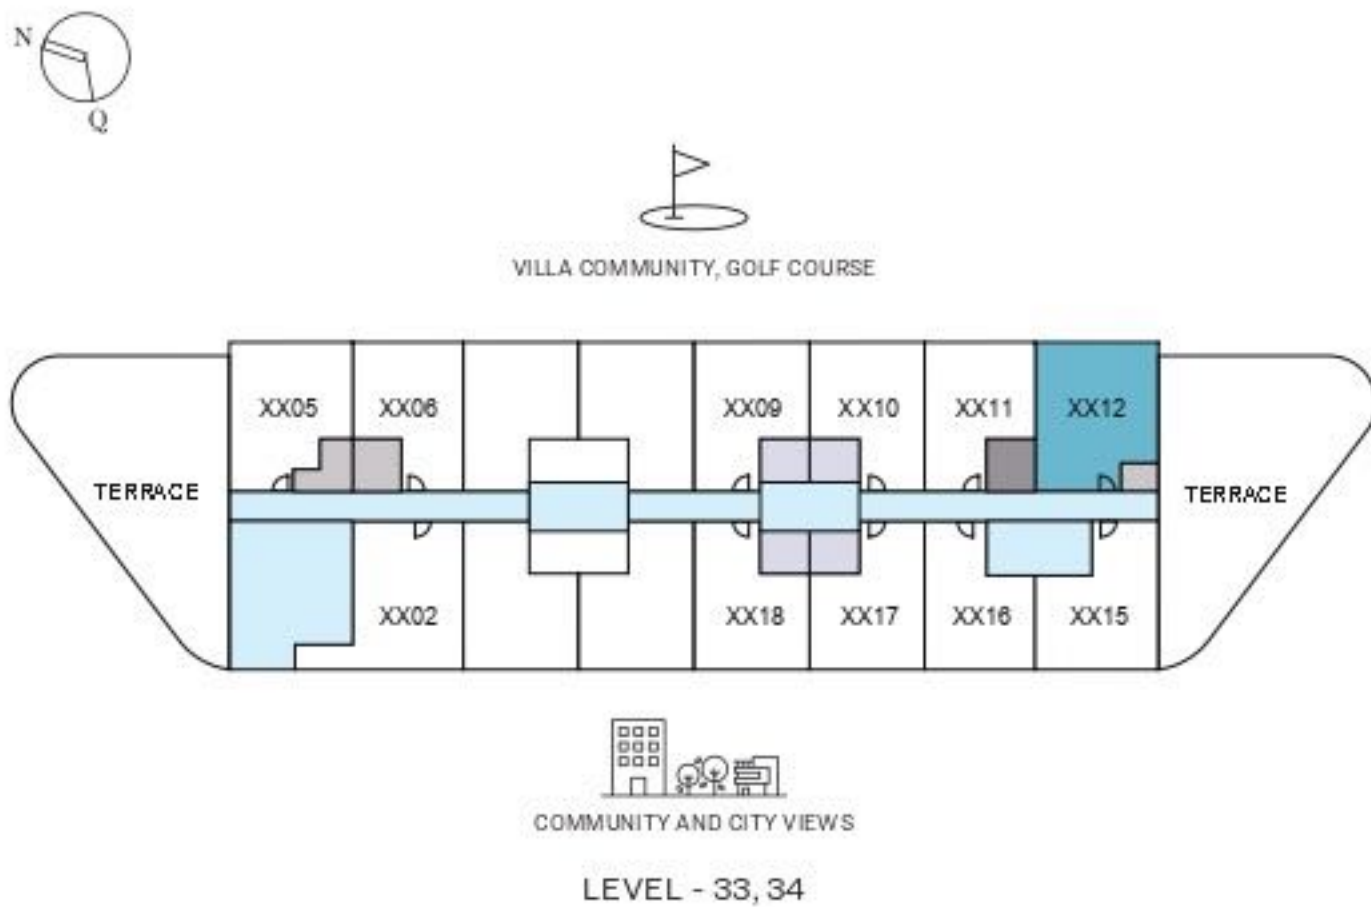 N
Q
VILLA COMMUNITY, GOLF COURSE
XX05 XX06 XX09 XX10 XX11 XX12
TERRACE TERRACE
XX02 XX18 XX17 XX16 XX15
COMMUNITY AND CITY VIEWS
LEVEL - 33, 34